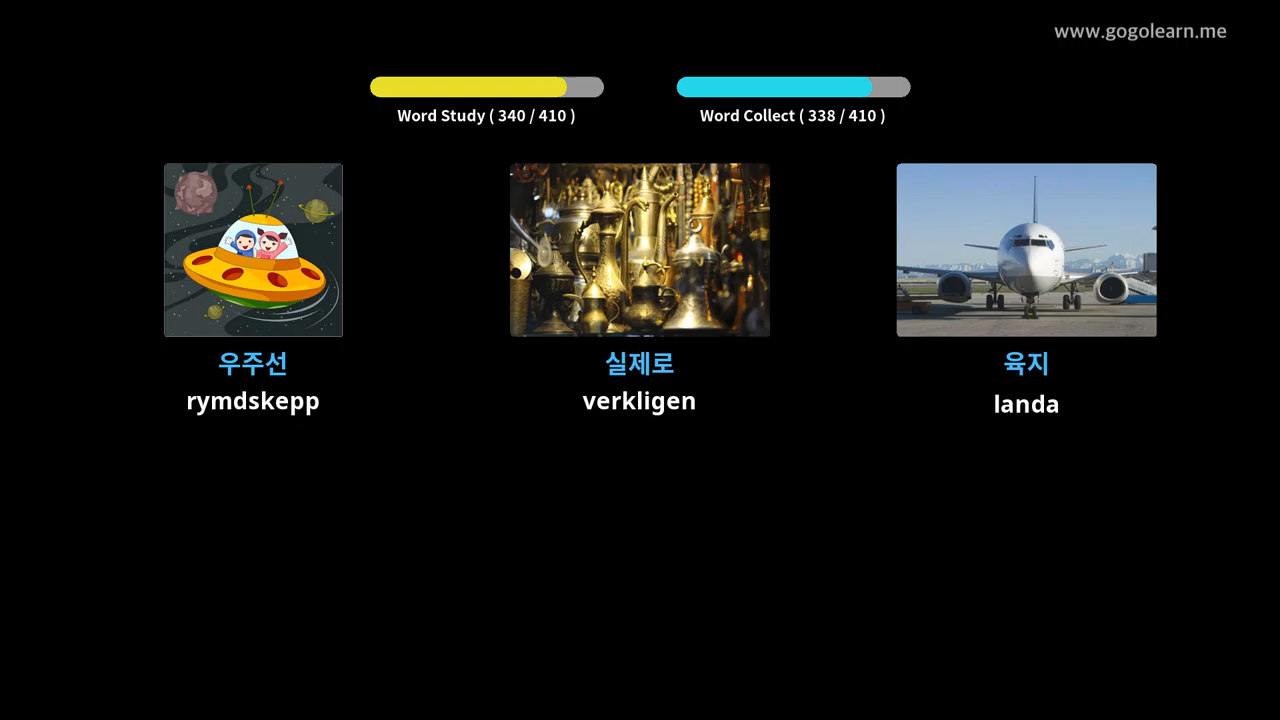 www.gogolearn.me
Word Study ( 340 / 410 )
Word Collect ( 338 / 410 )
우주선
실제로
육지
rymdskepp
verkligen
landa